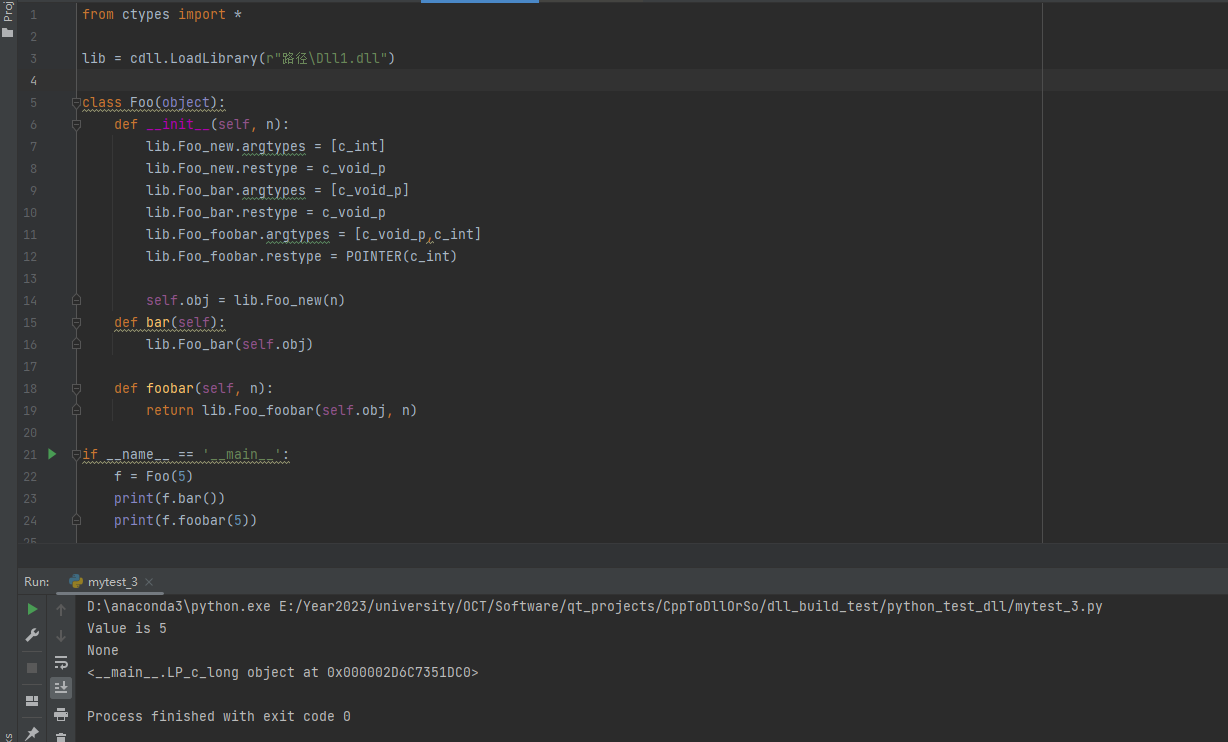 Proj
1 from ctypes import *
2
3 lib = cdll.LoadLibrary(r"路径\Dll1.dll")
4
5 class Foo(object):
6 def __init__(self, n):
7 lib.Foo_new.argtypes = [c_int]
8 lib.Foo_new.restype = c_void_p
9 lib.Foo_bar.argtypes = [c_void_p]
10 lib.Foo_bar.restype = c_void_p
11 lib.Foo_foobar.argtypes = [c_void_p,c_int]
12 lib.Foo_foobar.restype = POINTER(c_int)
13
14 self.obj = lib.Foo_new(n)
15 def bar(self):
16 lib.Foo_bar(self.obj)
17
18 def foobar(self, n):
19 return lib.Foo_foobar(self.obj, n)
20
21 if __name__ == '__main__':
22 f = Foo(5)
23 print(f.bar())
24 print(f.foobar(5))
25
Run: mytest_3
D:\anaconda3\python.exe E:/Year2023/university/OCT/Software/qt_projects/CppToDllOrSo/dll_build_test/python_test_dll/mytest_3.py
Value is 5
None
<__main__.LP_c_long object at 0x000002D6C7351DC0>
Process finished with exit code 0